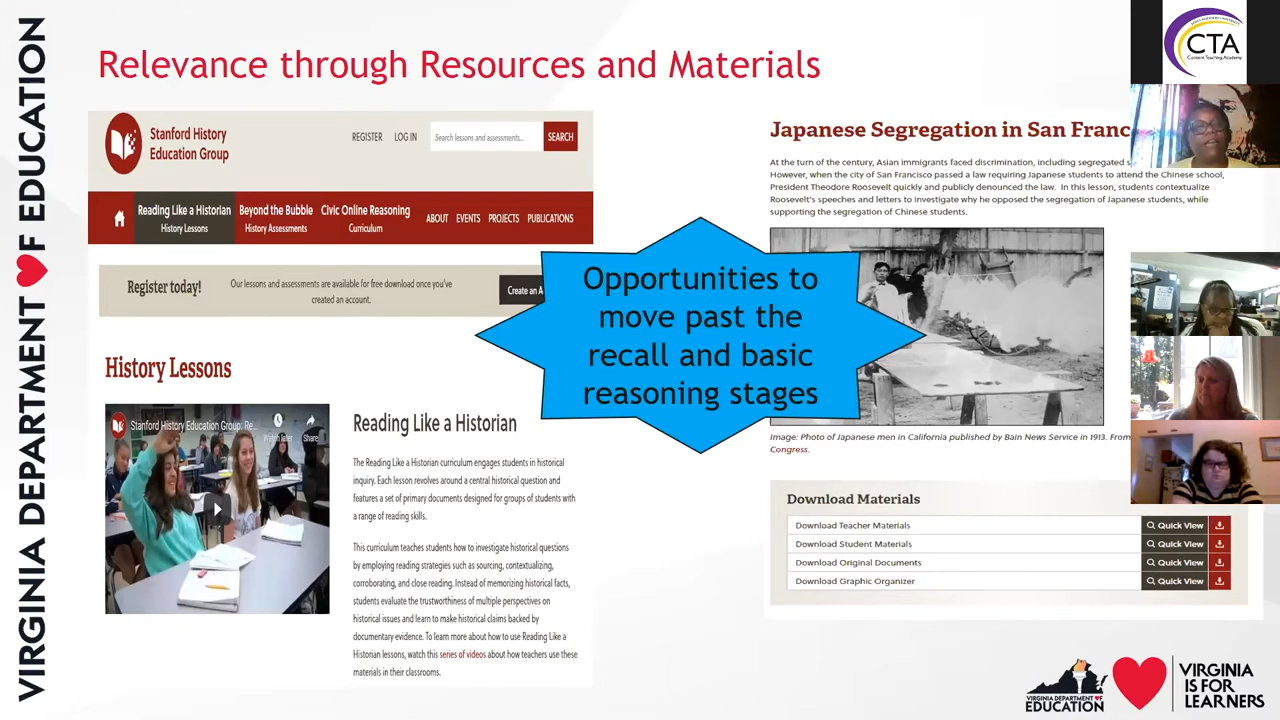 VIRGINIA DEPARTMENT OF EDUCATION
Relevance through Resources and Materials
Stanford History
Education Group
REGISTER LOG IN Search lessons and assessments... SEARCH
Reading Like a Historian
History Lessons
Beyond the Bubble
History Assessments
Civic Online Reasoning
Curriculum
ABOUT EVENTS PROJECTS PUBLICATIONS
Register today!
Our lessons and assessments are available for free download once you've
created an account.
Create an A
History Lessons
Stanford History Education Group: Re...
Watch later Share
Reading Like a Historian
The Reading Like a Historian curriculum engages students in historical
inquiry. Each lesson revolves around a central historical question and
features a set of primary documents designed for groups of students with
a range of reading skills.
This curriculum teaches students how to investigate historical questions
by employing reading strategies such as sourcing, contextualizing,
corroborating, and close reading. Instead of memorizing historical facts,
students evaluate the trustworthiness of multiple perspectives on
historical issues and learn to make historical claims backed by
documentary evidence. To learn more about how to use Reading Like a
Historian lessons, watch this series of videos about how teachers use these
materials in their classrooms.
Opportunities to
move past the
recall and basic
reasoning stages
Japanese Segregation in San Franc
At the turn of the century, Asian immigrants faced discrimination, including segregated s
However, when the city of San Francisco passed a law requiring Japanese students to attend the Chinese school,
President Theodore Roosevelt quickly and publicly denounced the law. In this lesson, students contextualize
Roosevelt's speeches and letters to investigate why he opposed the segregation of Japanese students, while
supporting the segregation of Chinese students.
Image: Photo of Japanese men in California published by Bain News Service in 1913. From
Congress.
Download Materials
Download Teacher Materials Quick View
Download Student Materials Quick View
Download Original Documents Quick View
Download Graphic Organizer Quick View
CTA
Content Teaching Academy
VIRGINIA DEPARTMENT OF
EDUCATION
VIRGINIA
IS FOR
LEARNERS